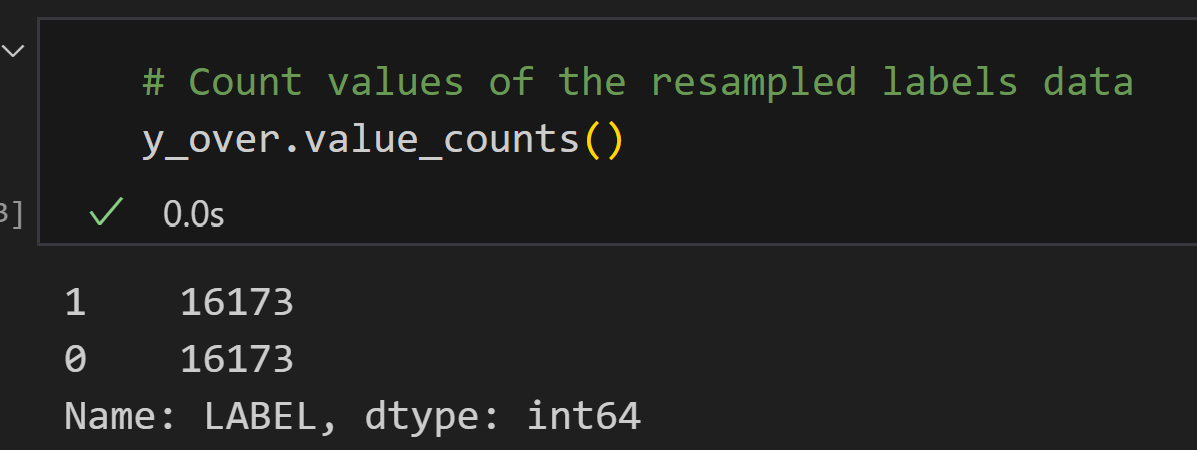 # Count values of the resampled labels data
y_over.value_counts()
3] 0.0s
1    16173
0    16173
Name: LABEL, dtype: int64